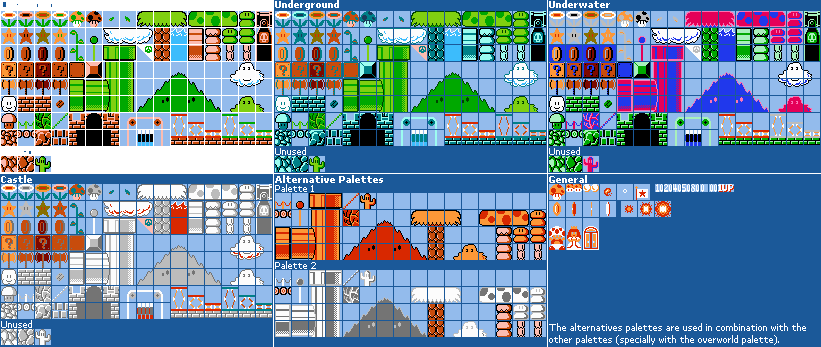 Underground
Underwater
Unused
Unused
Castle
Alternative Palettes
General
Palette 1
Palette 2
Unused
The alternatives palettes are used in combination with the
other palettes (specially with the overworld palette).